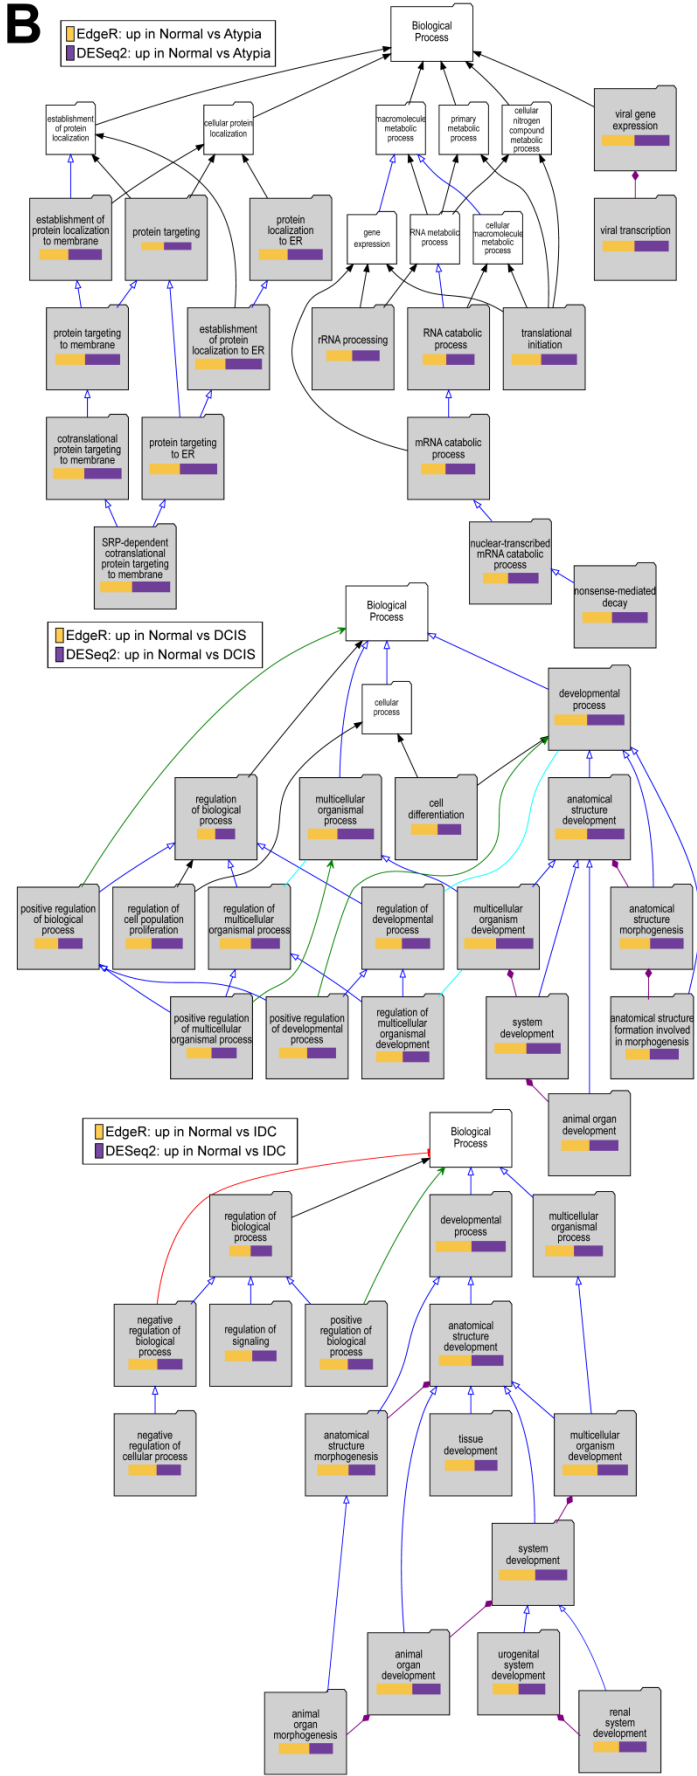 B
EdgeR: up in Normal vs Atypia
DESeq2: up in Normal vs Atypia
Biological
Process
establishment
of protein
localization
cellular protein
localization
macromolecule
metabolic
process
primary
metabolic
process
cellular
nitrogen
compound
metabolic
process
viral gene
expression
establishment of
protein localization
to membrane
protein targeting
protein
localization
to ER
gene
expression
RNA metabolic
process
cellular
macromolecule
metabolic
process
viral transcription
protein targeting
to membrane
establishment
of protein
localization to ER
rRNA processing
RNA catabolic
process
translational
initiation
cotranslational
protein targeting
to membrane
protein targeting
to ER
mRNA catabolic
process
SRP-dependent
cotranslational
protein targeting
to membrane
nuclear-transcribed
mRNA catabolic
process
nonsense-mediated
decay
EdgeR: up in Normal vs DCIS
DESeq2: up in Normal vs DCIS
Biological
Process
cellular
process
developmental
process
regulation
of biological
process
multicellular
organismal
process
cell
differentiation
anatomical
structure
development
positive regulation
of biological
process
regulation of
cell population
proliferation
regulation of
multicellular
organismal process
regulation of
developmental
process
multicellular
organism
development
anatomical
structure
morphogenesis
positive regulation
of multicellular
organismal process
positive regulation
of developmental
process
regulation of
multicellular
organismal
development
system
development
anatomical structure
formation involved
in morphogenesis
animal organ
development
EdgeR: up in Normal vs IDC
DESeq2: up in Normal vs IDC
Biological
Process
regulation of
biological
process
developmental
process
multicellular
organismal
process
negative
regulation of
biological
process
regulation of
signaling
positive
regulation of
biological
process
anatomical
structure
development
negative
regulation of
cellular process
anatomical
structure
morphogenesis
tissue
development
multicellular
organism
development
system
development
animal
organ
development
urogenital
system
development
animal
organ
morphogenesis
renal
system
development